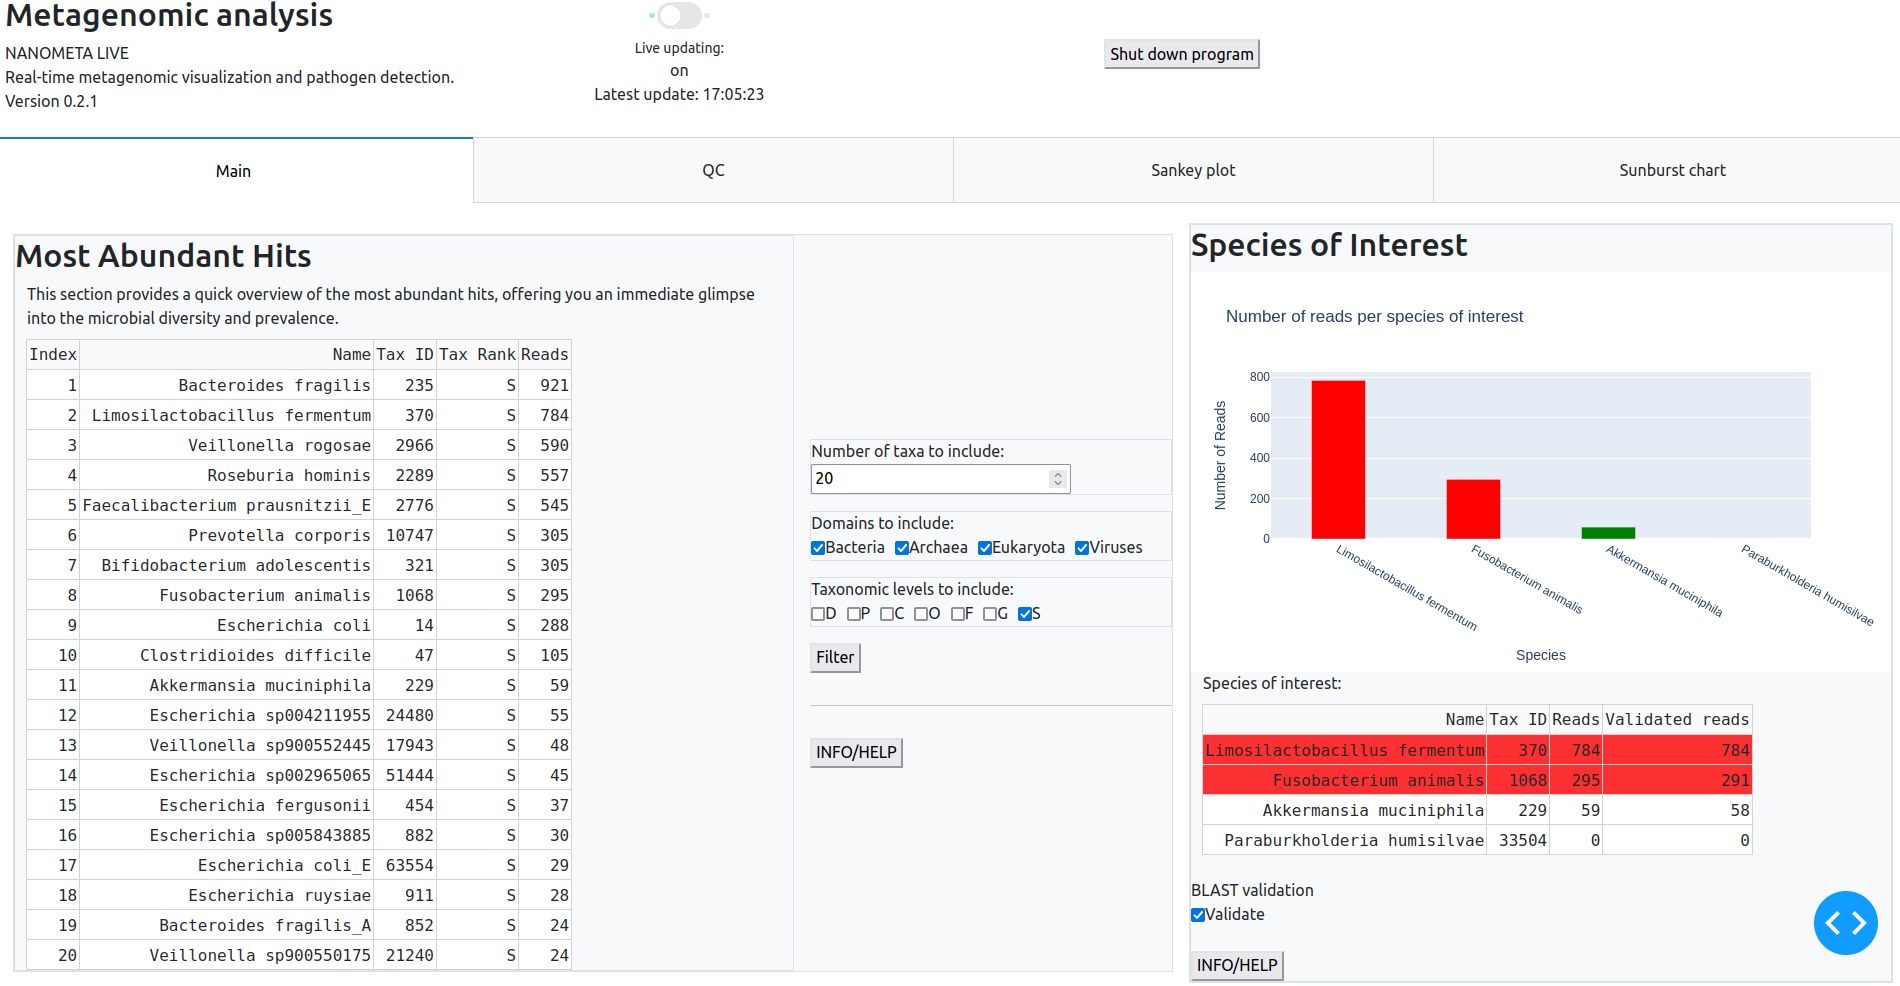 Metagenomic analysis
NANOMETA LIVE
Real-time metagenomic visualization and pathogen detection.
Version 0.2.1
Live updating:
on
Latest update: 17:05:23
Shut down program
Main
QC
Sankey plot
Sunburst chart
Most Abundant Hits
This section provides a quick overview of the most abundant hits, offering you an immediate glimpse
into the microbial diversity and prevalence.
Index Name Tax ID Tax Rank Reads
1 Bacteroides fragilis 235 S 921
2 Limosilactobacillus fermentum 370 S 784
3 Veillonella rogosae 2966 S 590
4 Roseburia hominis 2289 S 557
5 Faecalibacterium prausnitzii_E 2776 S 545
6 Prevotella corporis 10747 S 305
7 Bifidobacterium adolescentis 321 S 305
8 Fusobacterium animalis 1068 S 295
9 Escherichia coli 14 S 288
10 Clostridioides difficile 47 S 105
11 Akkermansia muciniphila 229 S 59
12 Escherichia sp004211955 24480 S 55
13 Veillonella sp900552445 17943 S 48
14 Escherichia sp002965065 51444 S 45
15 Escherichia fergusonii 454 S 37
16 Escherichia sp005843885 882 S 30
17 Escherichia coli_E 63554 S 29
18 Escherichia ruysiae 911 S 28
19 Bacteroides fragilis_A 852 S 24
20 Veillonella sp900550175 21240 S 24
Number of taxa to include:
20
Domains to include:
Bacteria Archaea Eukaryota Viruses
Taxonomic levels to include:
D P C O F G S
Filter
INFO/HELP
Species of Interest
Number of reads per species of interest
Number of Reads
800
600
400
200
0
Limosilactobacillus fermentum
Fusobacterium animalis
Akkermansia muciniphila
Paraburkholderia humisilvae
Species
Species of interest:
Name Tax ID Reads Validated reads
Limosilactobacillus fermentum 370 784 784
Fusobacterium animalis 1068 295 291
Akkermansia muciniphila 229 59 58
Paraburkholderia humisilvae 33504 0 0
BLAST validation
Validate
INFO/HELP